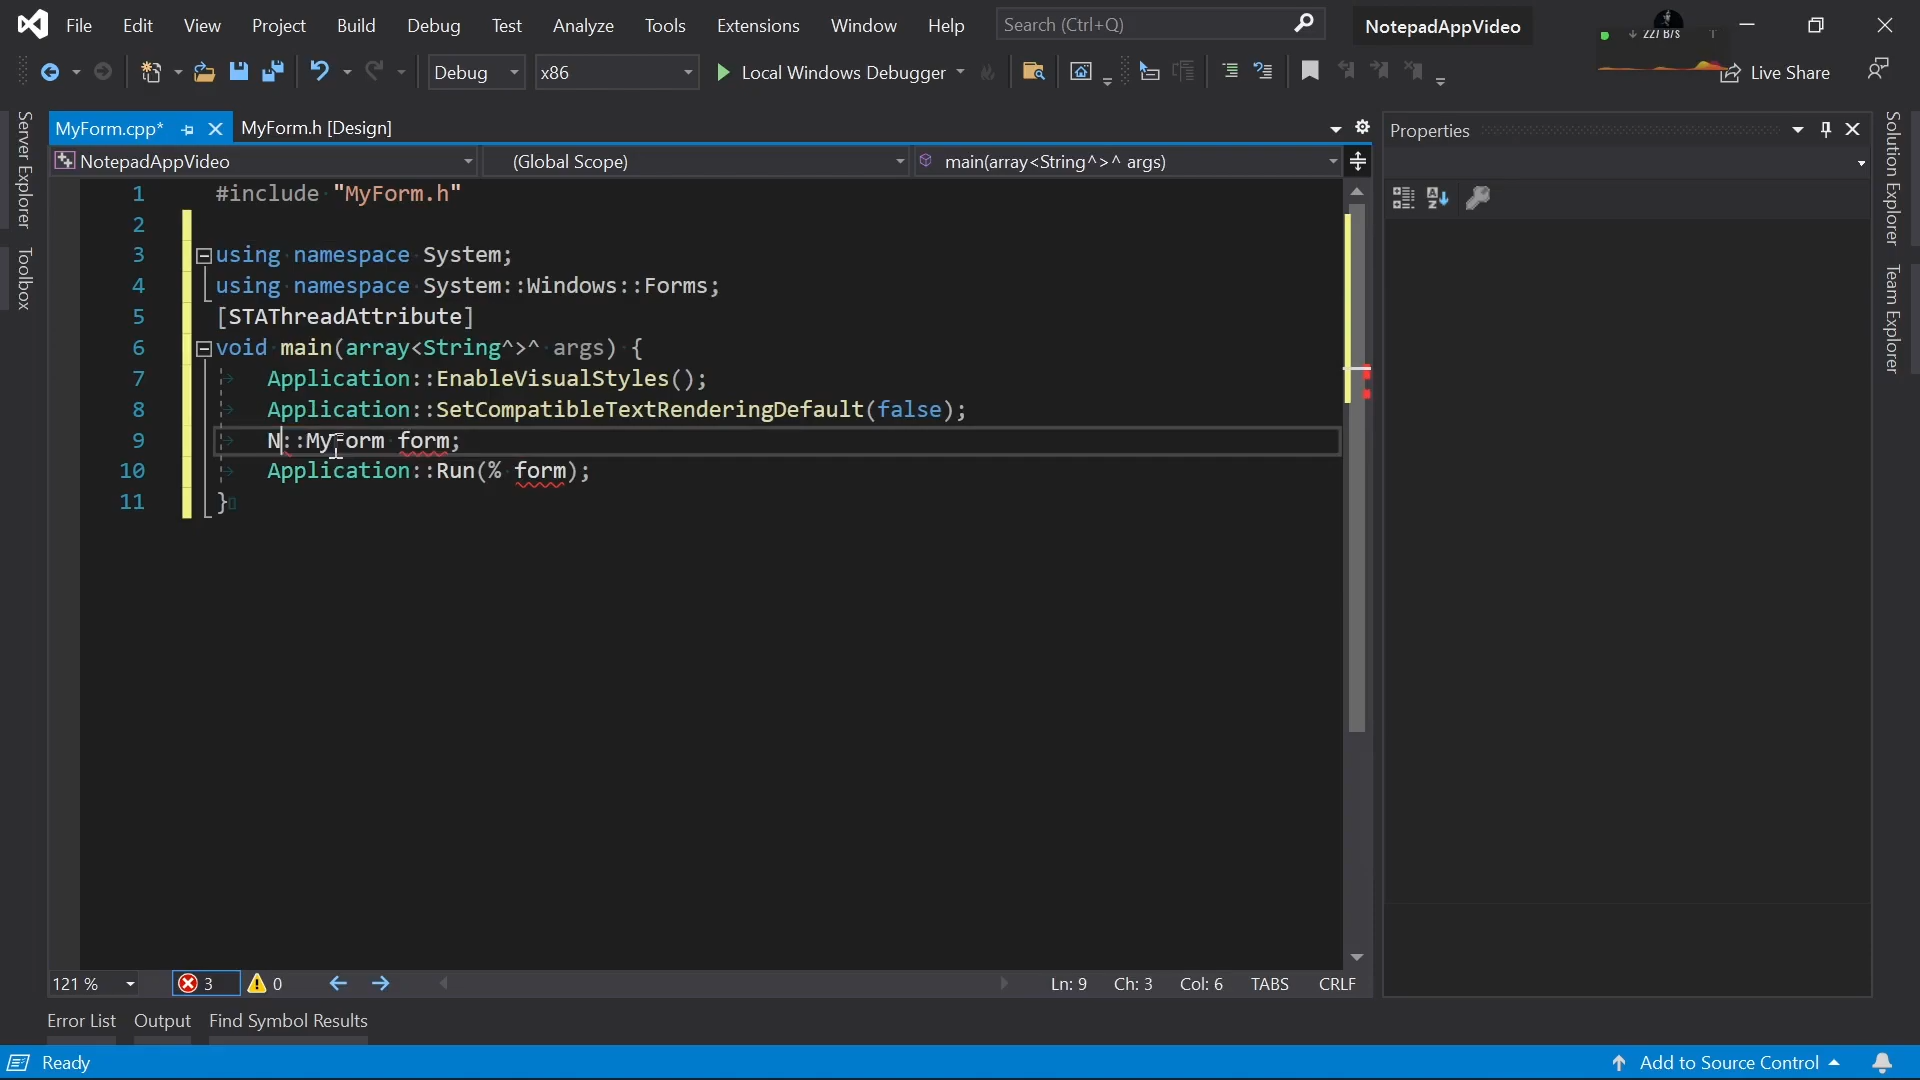 File Edit View Project Build Debug Test Analyze Tools Extensions Window Help Search (Ctrl+Q) NotepadAppVideo
Debug x86 Local Windows Debugger Live Share
MyForm.cpp* MyForm.h [Design]
NotepadAppVideo (Global Scope) main(array<String^>^ args)
1 #include "MyForm.h"
2
3 using namespace System;
4 using namespace System::Windows::Forms;
5 [STAThreadAttribute]
6 void main(array<String^>^ args) {
7 Application::EnableVisualStyles();
8 Application::SetCompatibleTextRenderingDefault(false);
9 N::MyForm form;
10 Application::Run(% form);
11 }
121 % 3 0 Ln: 9 Ch: 3 Col: 6 TABS CRLF
Error List Output Find Symbol Results
Ready Add to Source Control
Server Explorer
Toolbox
Properties
Solution Explorer
Team Explorer